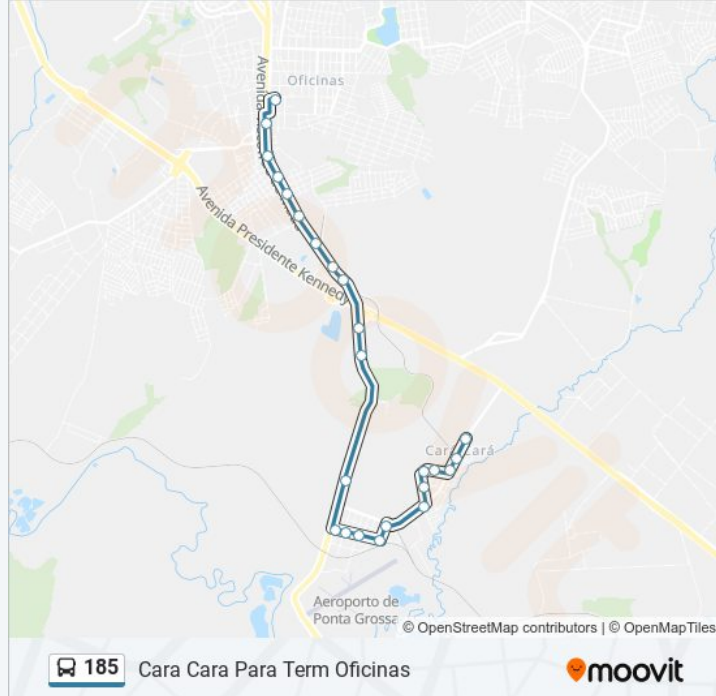 Oficinas
Avenida
Avenida Presidente Kennedy
Cara-Cará
Aeroporto de
Ponta Grossa
© OpenStreetMap contributors | © OpenMapTiles
185
Cara Cara Para Term Oficinas
moovit